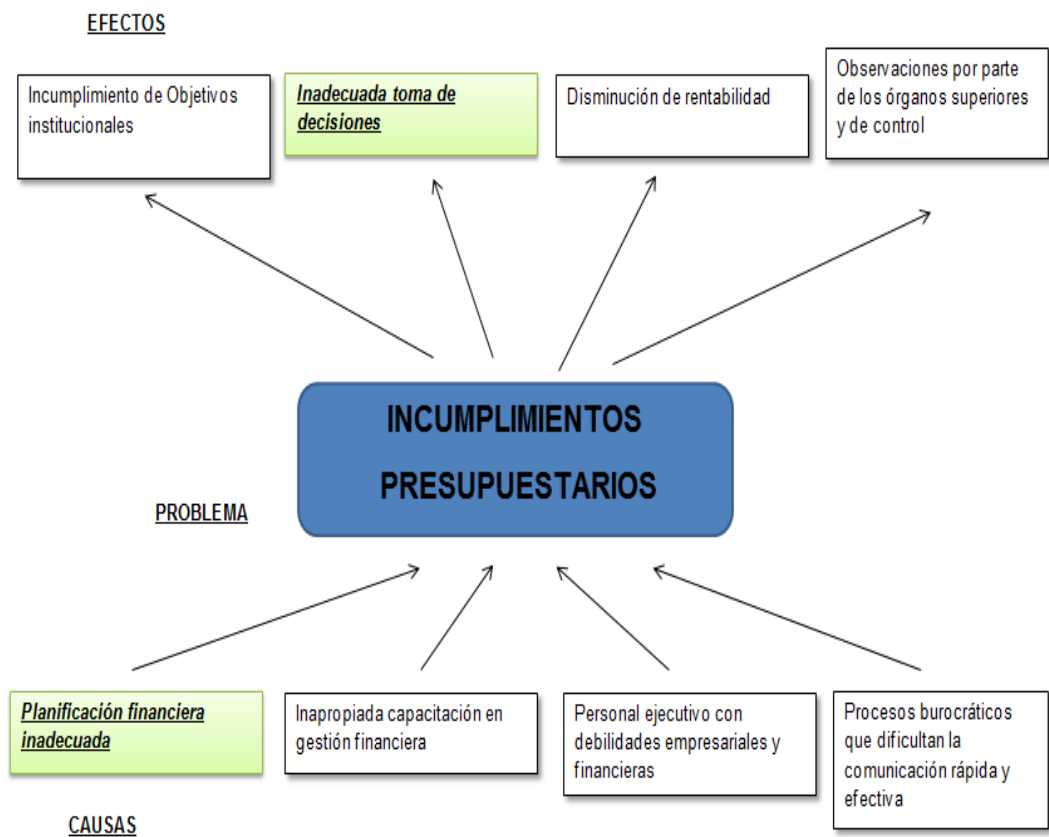 EFECTOS
Incumplimiento de Objetivos
institucionales
Inadecuada toma de
decisiones
Disminución de rentabilidad
Observaciones por parte
de los órganos superiores
y de control
INCUMPLIMIENTOS
PRESUPUESTARIOS
PROBLEMA
Planificación financiera
inadecuada
Inapropiada capacitación en
gestión financiera
Personal ejecutivo con
debilidades empresariales y
financieras
Procesos burocráticos
que dificultan la
comunicación rápida y
efectiva
CAUSAS